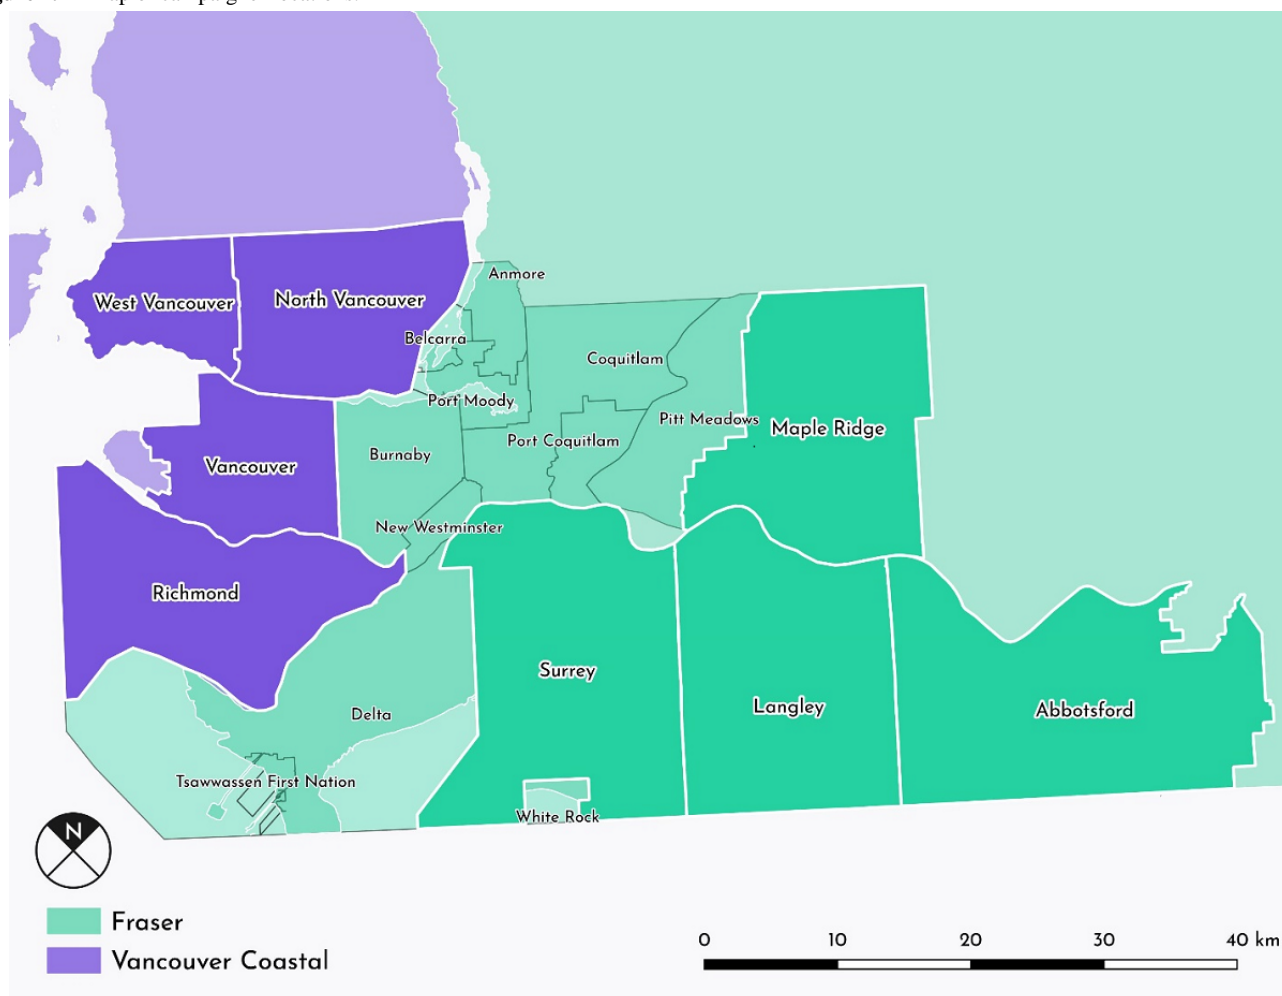 Anmore
West Vancouver
North Vancouver
Belcarra
Coquitlam
Port Moody
Pitt Meadows
Maple Ridge
Port Coquitlam
Burnaby
Vancouver
New Westminster
Richmond
Surrey
Langley
Abbotsford
Delta
Tsawwassen First Nation
White Rock
N
Fraser
Vancouver Coastal
0 10 20 30 40 km